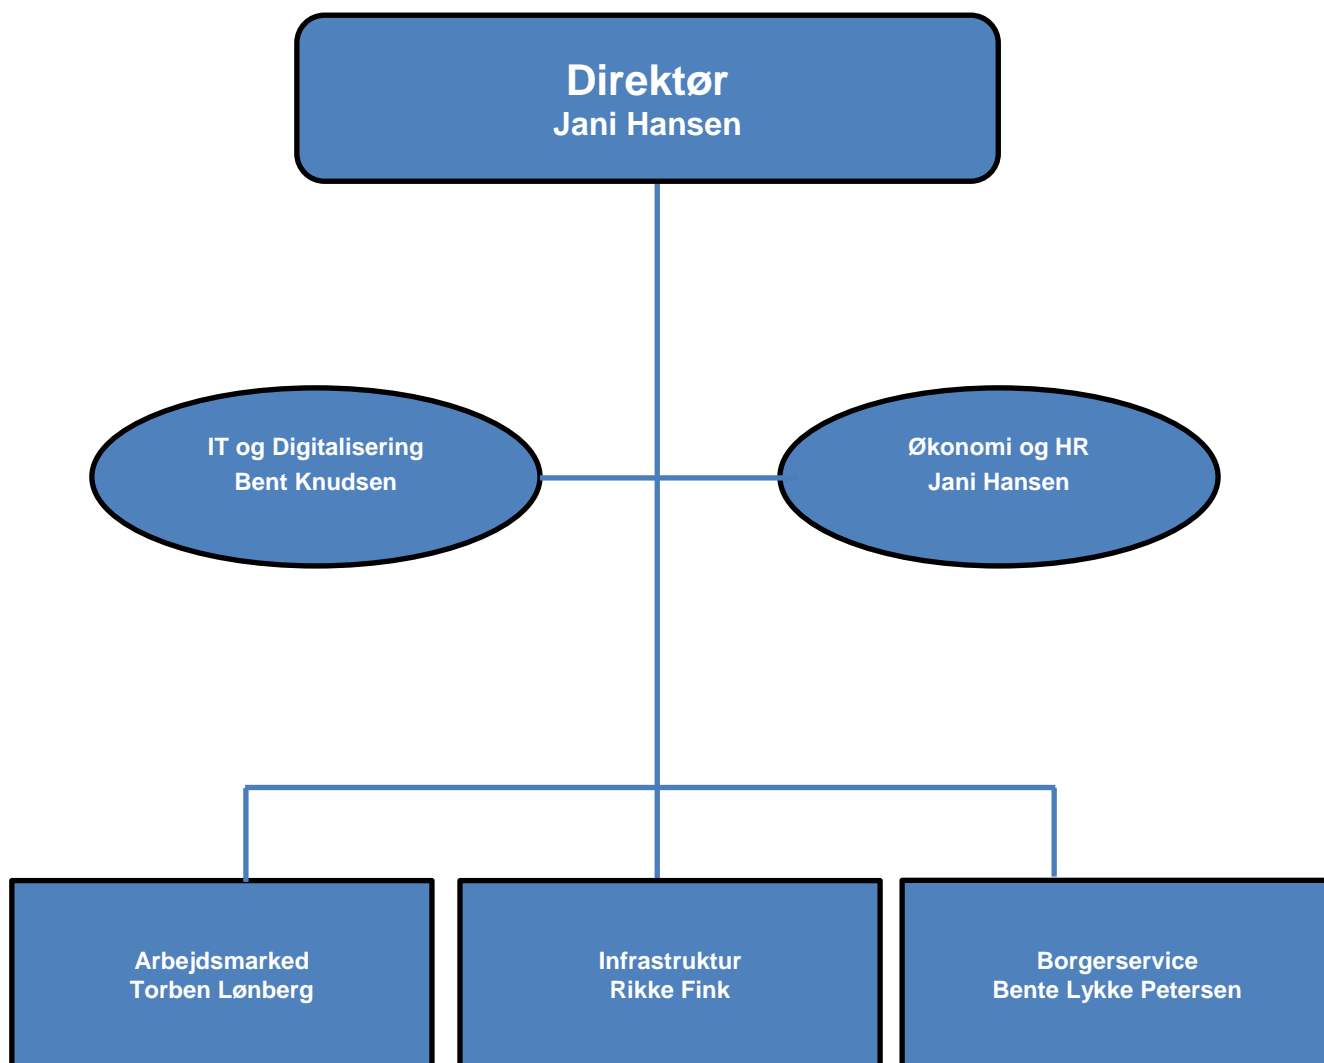 Direktør
Jani Hansen
IT og Digitalisering
Bent Knudsen
Økonomi og HR
Jani Hansen
Arbejdsmarked
Torben Lønberg
Infrastruktur
Rikke Fink
Borgerservice
Bente Lykke Petersen